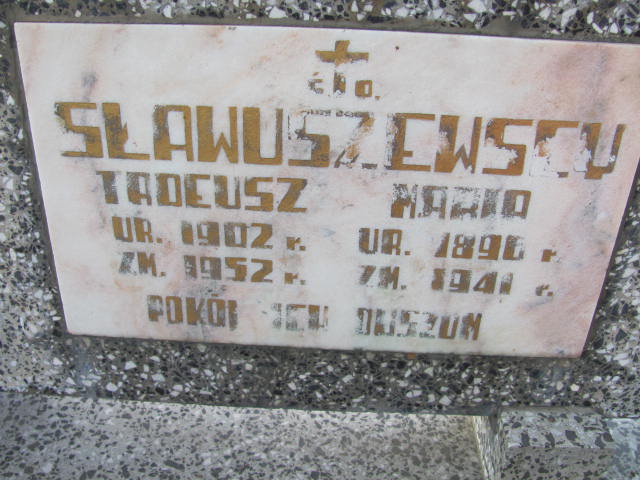 ś. † p.
SŁAWUSZEWSCY
TADEUSZ MARIA
UR. 1902 r. UR. 1890 r.
ZM. 1952 r. ZM. 1941 r.
POKÓJ ICH DUSZOM